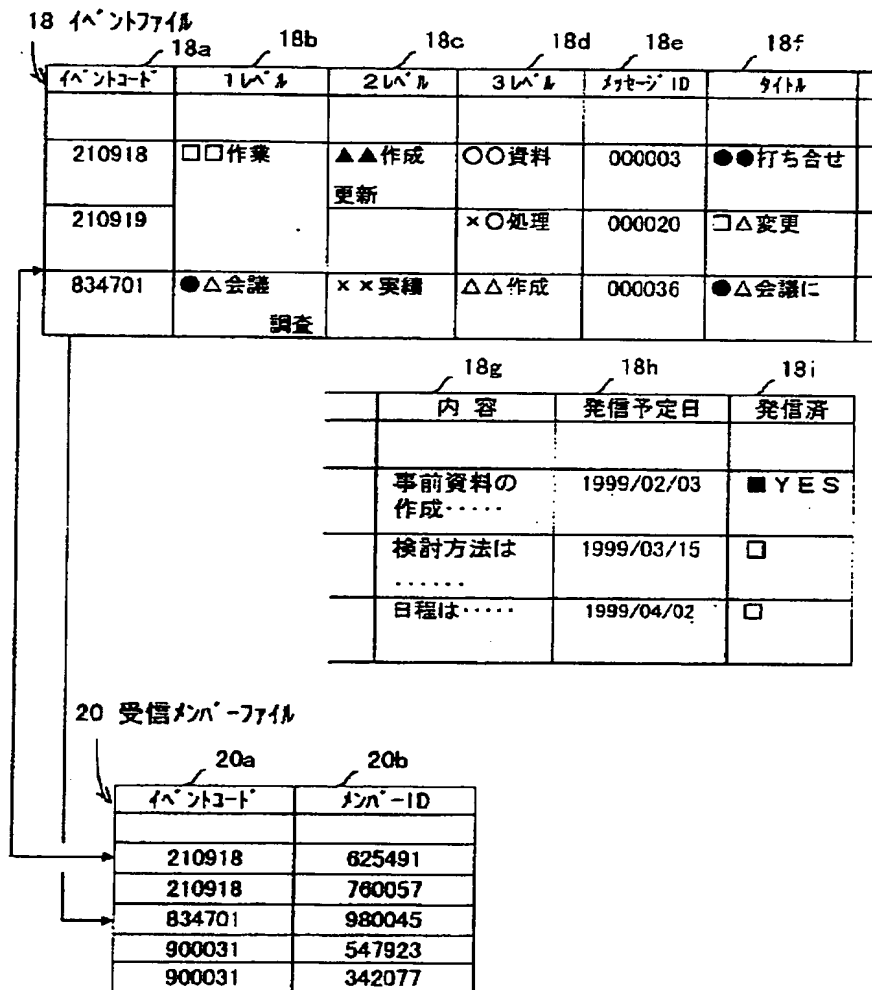 18 イベントファイル
18a 18b 18c 18d 18e 18f
イベントコード 1レベル 2レベル 3レベル メッセージID タイトル
210918 □□作業 ▲▲作成 ○○資料 000003 ●●打ち合せ
更新
210919 ×○処理 000020 □△変更
834701 ●△会議 ××実績 △△作成 000036 ●△会議に
調査
18g 18h 18i
内容 発信予定日 発信済
事前資料の 1999/02/03 ■YES
作成・・・・・
検討方法は 1999/03/15 □
・・・・・・
日程は・・・・・ 1999/04/02 □
20 受信メンバーファイル
20a 20b
イベントコード メンバーID
210918 625491
210918 760057
834701 980045
900031 547923
900031 342077